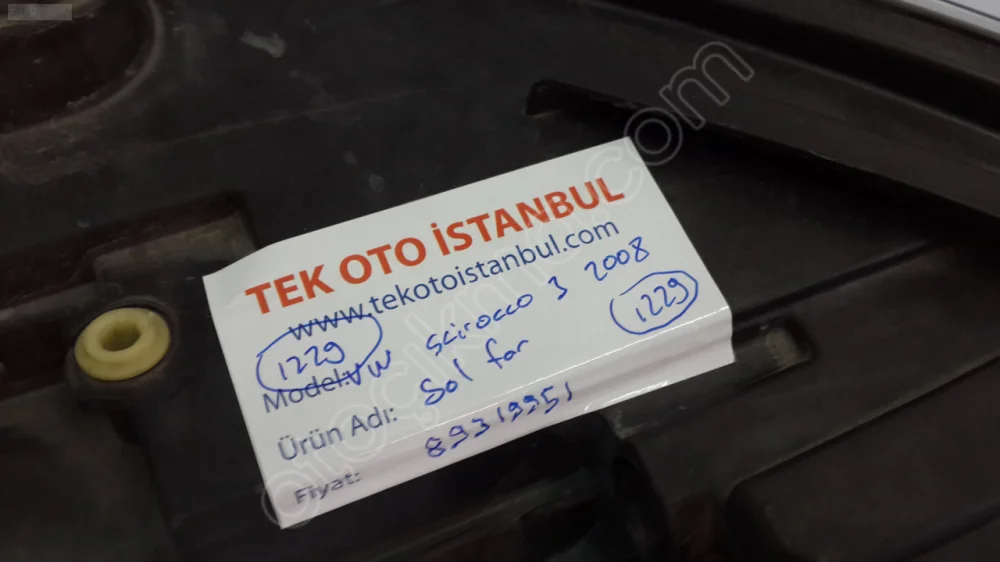 TEK OTO İSTANBUL
www.tekotoistanbul.com
1229
Model: VW scirocco 3 2008
1229
Ürün Adı: Sol far
Fiyat: 89319951